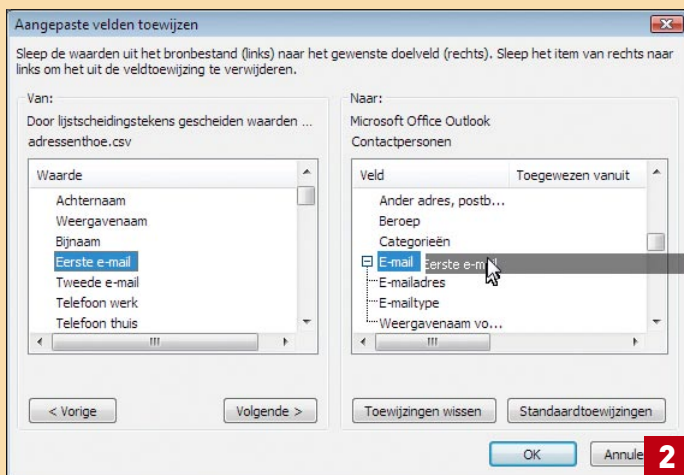 Aangepaste velden toewijzen
Sleep de waarden uit het bronbestand (links) naar het gewenste doelveld (rechts). Sleep het item van rechts naar
links om het uit de veldtoewijzing te verwijderen.
Van:
Door lijstscheidingstekens gescheiden waarden ...
adressenthoe.csv
Waarde
Achternaam
Weergavenaam
Bijnaam
Eerste e-mail
Tweede e-mail
Telefoon werk
Telefoon thuis
< Vorige
Volgende >
Naar:
Microsoft Office Outlook
Contactpersonen
Veld Toegewezen vanuit
Ander adres, postb...
Beroep
Categorieën
E-mail Eerste e-mail
E-mailadres
E-mailtype
Weergavenaam vo...
Toewijzingen wissen
Standaardtoewijzingen
OK
Annule
2